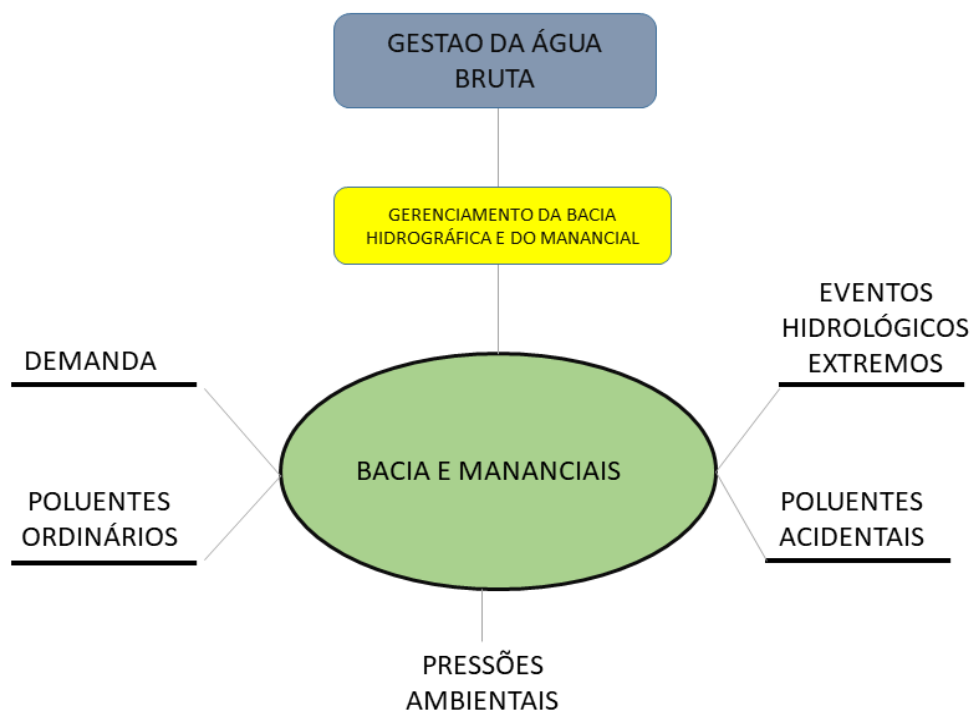 GESTAO DA ÁGUA
BRUTA
GERENCIAMENTO DA BACIA
HIDROGRÁFICA E DO MANANCIAL
EVENTOS
HIDROLÓGICOS
EXTREMOS
DEMANDA
BACIA E MANANCIAIS
POLUENTES
ORDINÁRIOS
POLUENTES
ACIDENTAIS
PRESSÕES
AMBIENTAIS